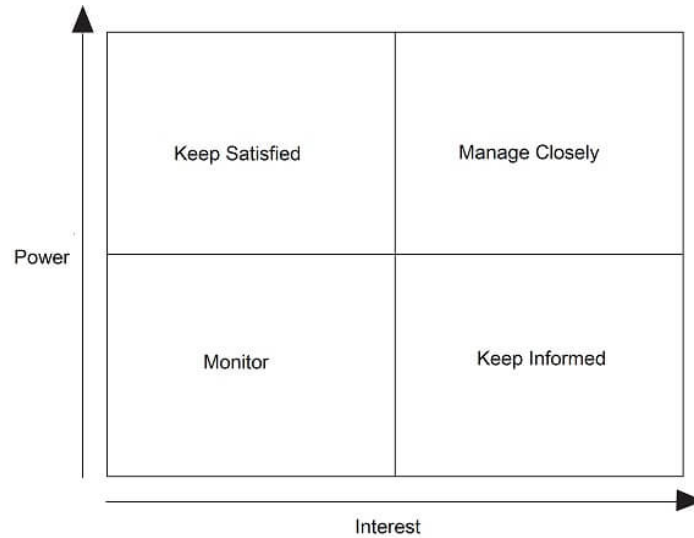 Keep Satisfied
Manage Closely
Power
Monitor
Keep Informed
Interest